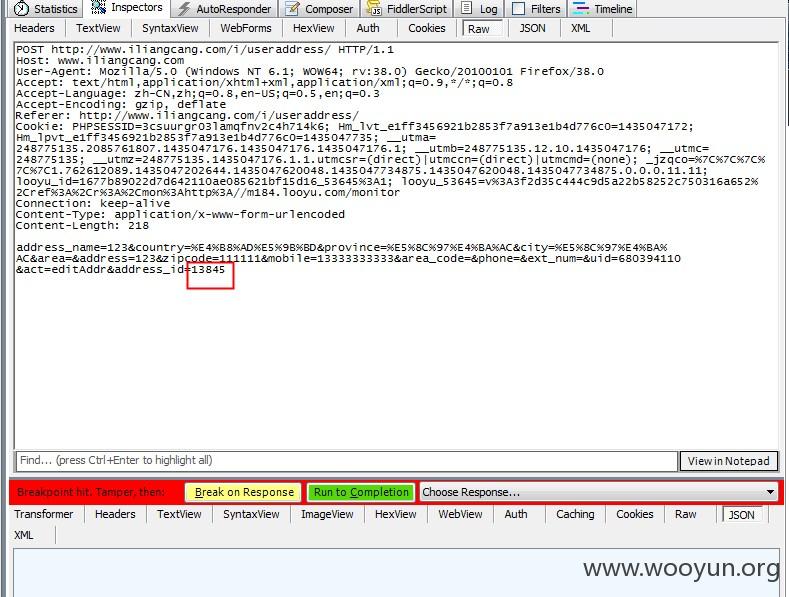 Statistics Inspectors AutoResponder Composer FiddlerScript Log Filters Timeline
Headers TextView SyntaxView WebForms HexView Auth Cookies Raw JSON XML
POST http://www.iliangcang.com/i/useraddress/ HTTP/1.1
Host: www.iliangcang.com
User-Agent: Mozilla/5.0 (Windows NT 6.1; WOW64; rv:38.0) Gecko/20100101 Firefox/38.0
Accept: text/html,application/xhtml+xml,application/xml;q=0.9,*/*;q=0.8
Accept-Language: zh-CN,zh;q=0.8,en-US;q=0.5,en;q=0.3
Accept-Encoding: gzip, deflate
Referer: http://www.iliangcang.com/i/useraddress/
Cookie: PHPSESSID=3csuurgr03lamqfnv2c4h714k6; Hm_lvt_e1ff3456921b2853f7a913e1b4d776c0=1435047172;
Hm_lpvt_e1ff3456921b2853f7a913e1b4d776c0=1435047735; __utma=
248775135.2085761807.1435047176.1435047176.1435047176.1; __utmb=248775135.12.10.1435047176; __utmc=
248775135; __utmz=248775135.1435047176.1.1.utmcsr=(direct)|utmccn=(direct)|utmcmd=(none); _jzqco=%7C%7C%7C%
7C%7C1.762612089.1435047202644.1435047620048.1435047734875.1435047620048.1435047734875.0.0.0.11.11;
looyu_id=1677b89022d7d642110ae085621bf15d16_53645%3A1; looyu_53645=v%3A3f2d35c444c9d5a22b58252c750316a652%
2Cref%3A%2Cr%3A%2Cmon%3Ahttp%3A//m184.looyu.com/monitor
Connection: keep-alive
Content-Type: application/x-www-form-urlencoded
Content-Length: 218
address_name=123&country=%E4%B8%AD%E5%9B%BD&province=%E5%8C%97%E4%BA%AC&city=%E5%8C%97%E4%BA%
AC&area=&address=123&zipcode=111111&mobile=13333333333&area_code=&phone=&ext_num=&uid=680394110
&act=editAddr&address_id=13845
Find... (press Ctrl+Enter to highlight all) View in Notepad
Breakpoint hit. Tamper, then: Break on Response Run to Completion Choose Response...
Transformer Headers TextView SyntaxView ImageView HexView WebView Auth Caching Cookies Raw JSON
XML
www.wooyun.org